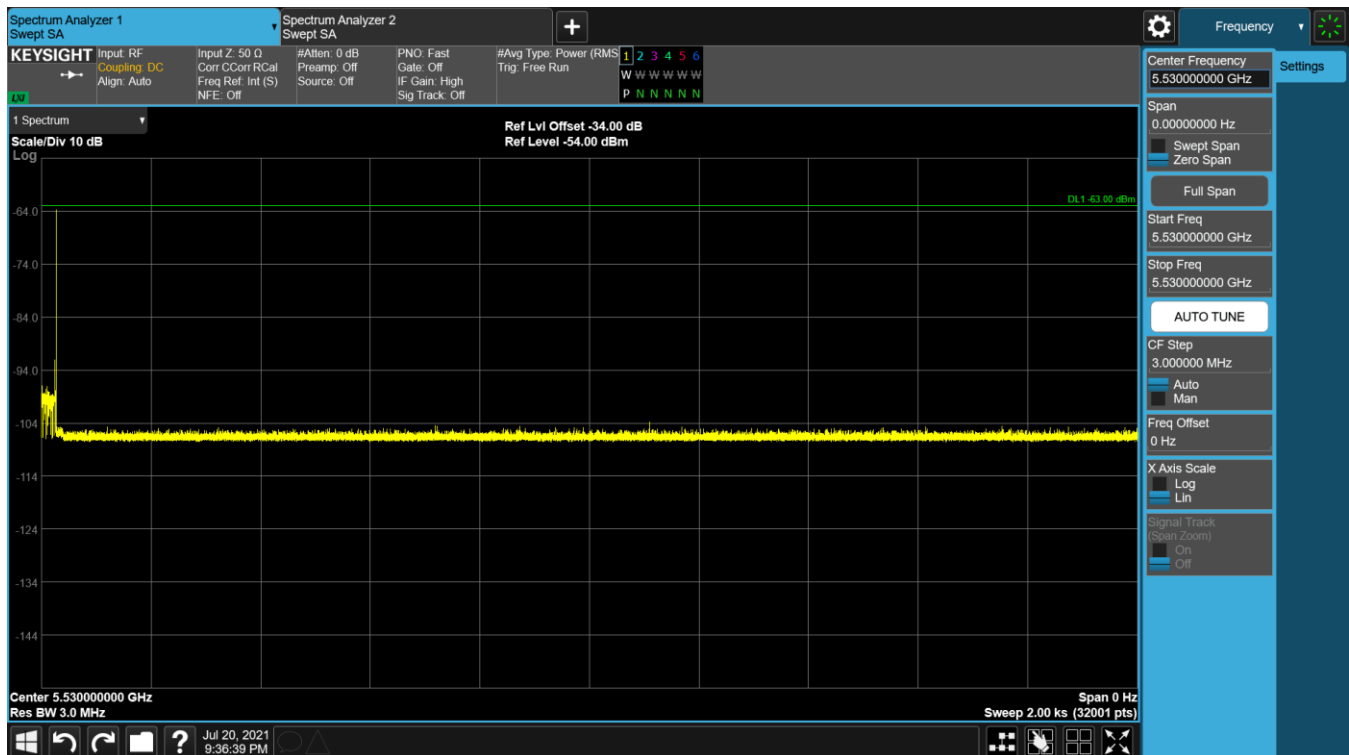 Spectrum Analyzer 1
Swept SA
Spectrum Analyzer 2
Swept SA
Frequency
KEYSIGHT
LXI
Input: RF
Coupling: DC
Align: Auto
Input Z: 50 Ω
Corr CCorr RCal
Freq Ref: Int (S)
NFE: Off
#Atten: 0 dB
Preamp: Off
Source: Off
PNO: Fast
Gate: Off
IF Gain: High
Sig Track: Off
#Avg Type: Power (RMS
Trig: Free Run
1 2 3 4 5 6
W W W W W W
P N N N N N
1 Spectrum
Scale/Div 10 dB
Log
Ref Lvl Offset -34.00 dB
Ref Level -54.00 dBm
DL1 -63.00 dBm
-64.0
-74.0
-84.0
-94.0
-104
-114
-124
-134
-144
Center 5.530000000 GHz
Res BW 3.0 MHz
Span 0 Hz
Sweep 2.00 ks (32001 pts)
Center Frequency
5.530000000 GHz
Settings
Span
0.00000000 Hz
Swept Span
Zero Span
Full Span
Start Freq
5.530000000 GHz
Stop Freq
5.530000000 GHz
AUTO TUNE
CF Step
3.000000 MHz
Auto
Man
Freq Offset
0 Hz
X Axis Scale
Log
Lin
Signal Track
(Span Zoom)
On
Off
?
Jul 20, 2021
9:36:39 PM